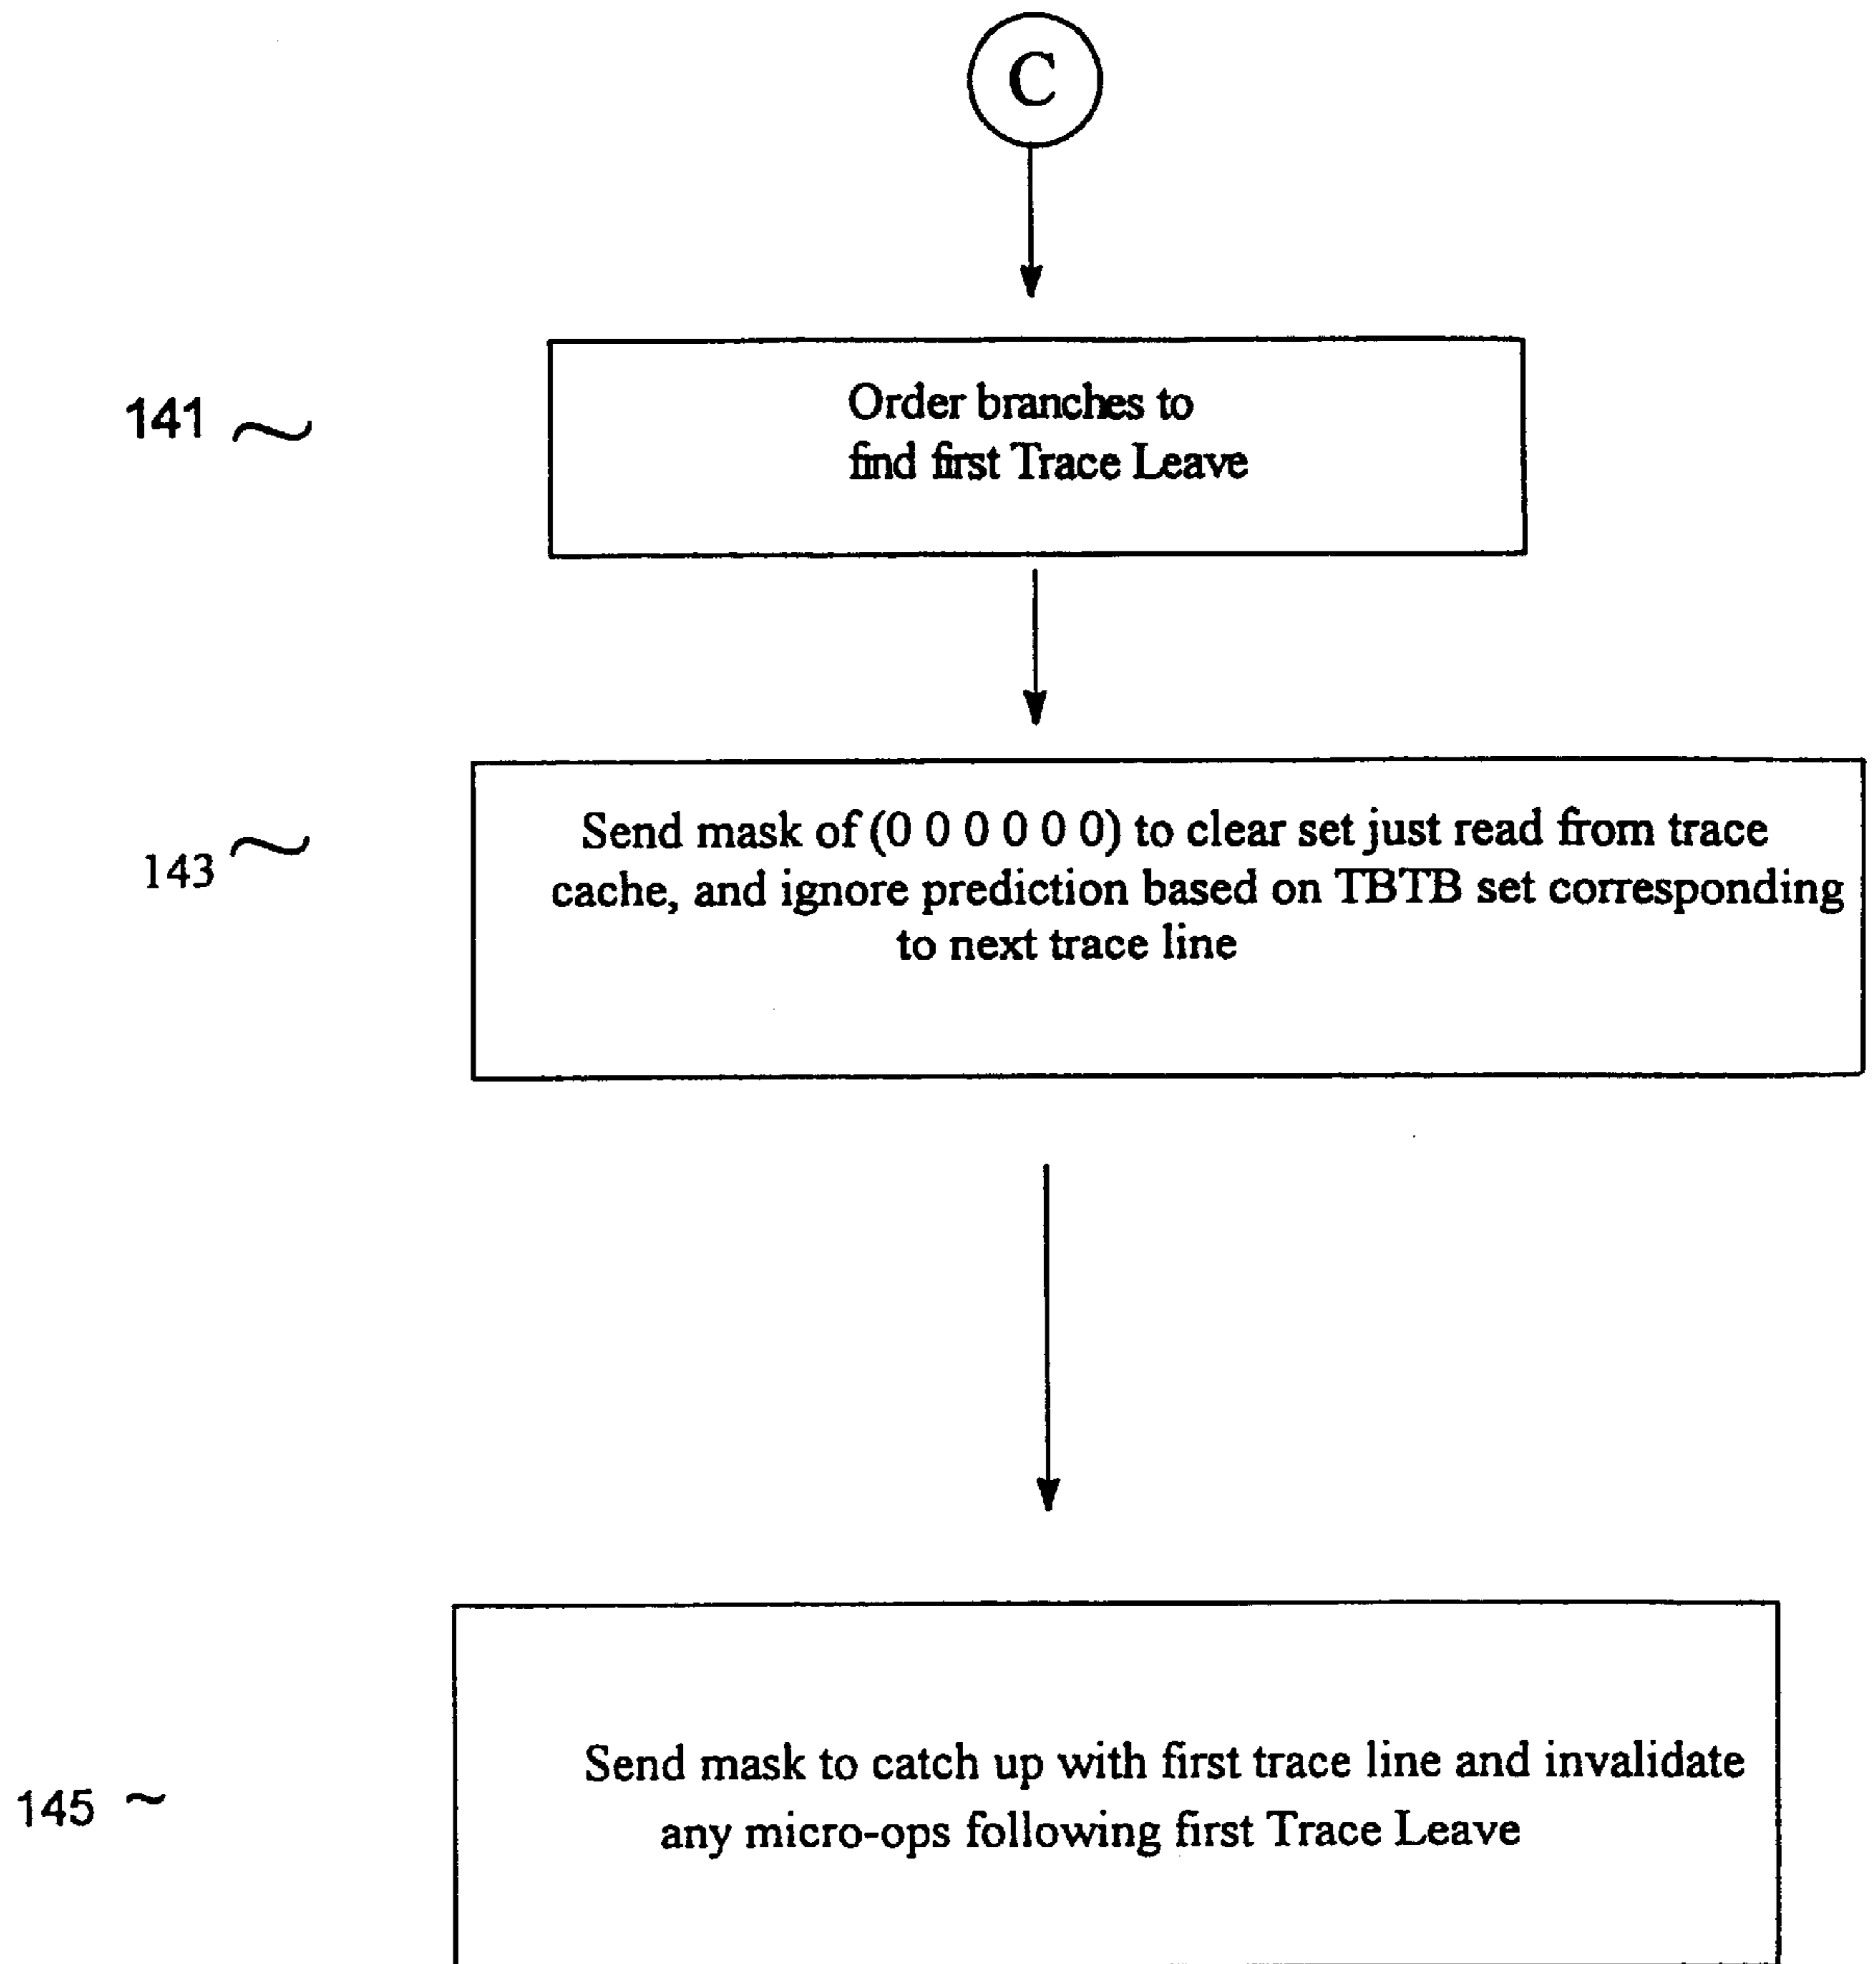 C
141
Order branches to
find first Trace Leave
143
Send mask of (0 0 0 0 0 0) to clear set just read from trace
cache, and ignore prediction based on TBTB set corresponding
to next trace line
145
Send mask to catch up with first trace line and invalidate
any micro-ops following first Trace Leave